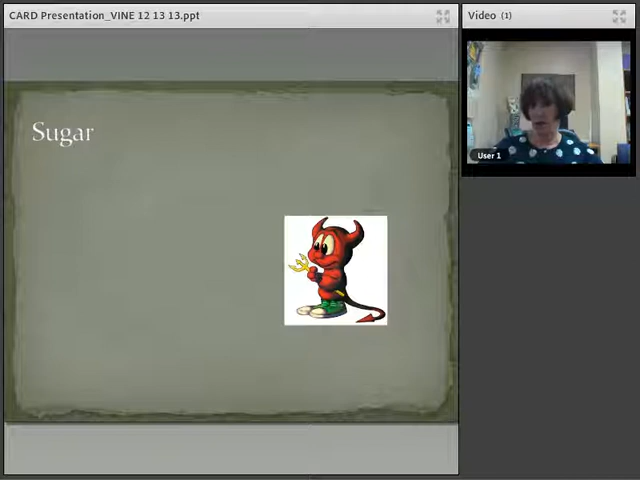 CARD Presentation_VINE 12 13 13.ppt
Video (1)
Sugar
User 1